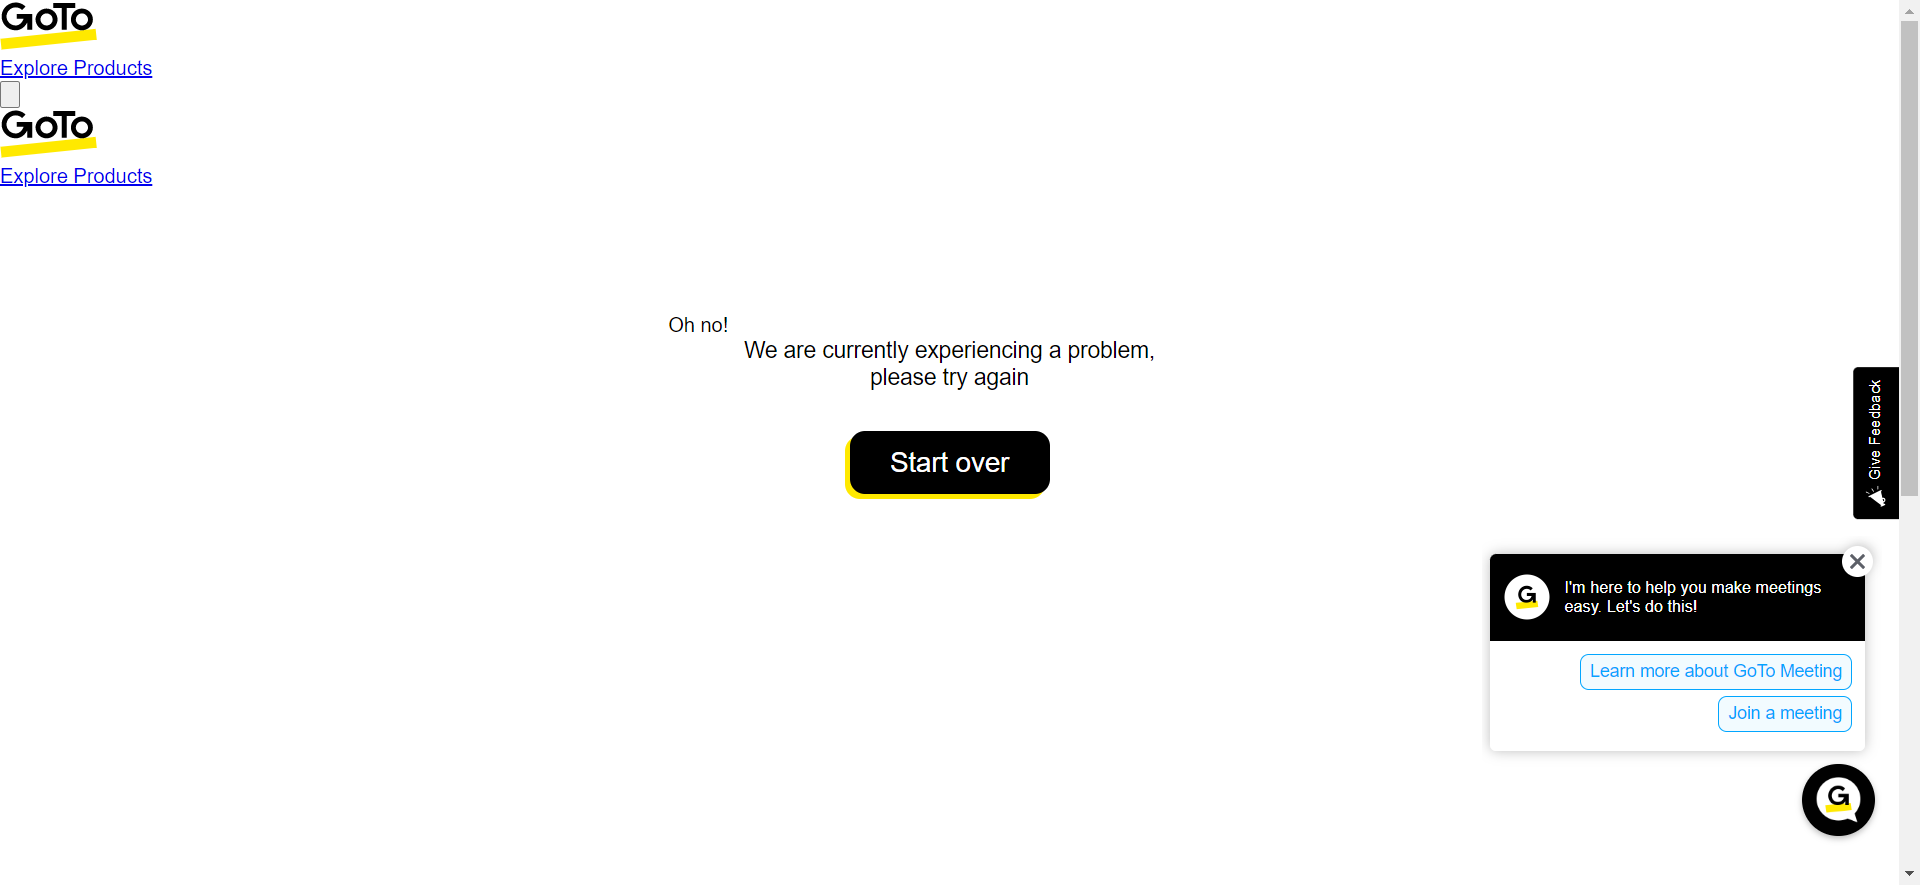 GoTo
Explore Products
GoTo
Explore Products
Oh no!
We are currently experiencing a problem,
please try again
Start over
Give Feedback
G
I'm here to help you make meetings
easy. Let's do this!
Learn more about GoTo Meeting
Join a meeting
G